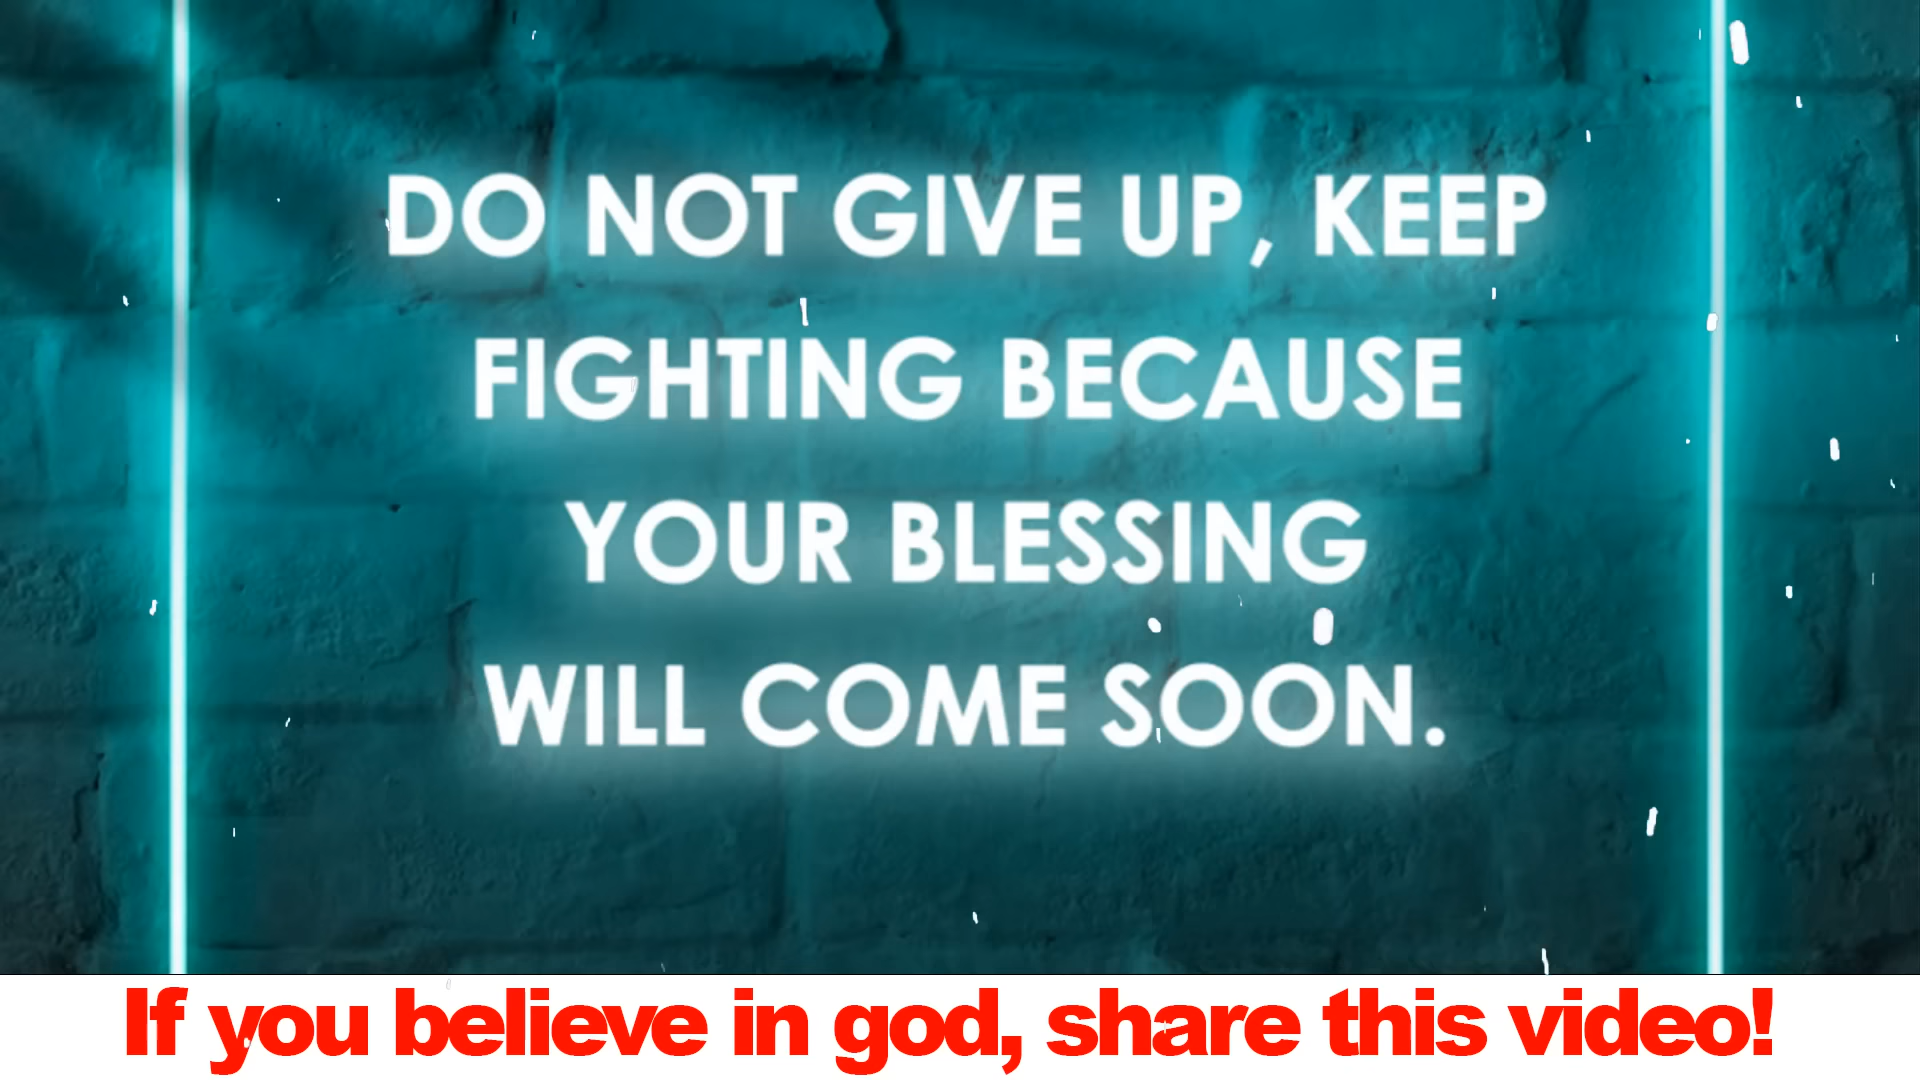 DO NOT GIVE UP, KEEP
FIGHTING BECAUSE
YOUR BLESSING
WILL COME SOON.
If you believe in god, share this video!